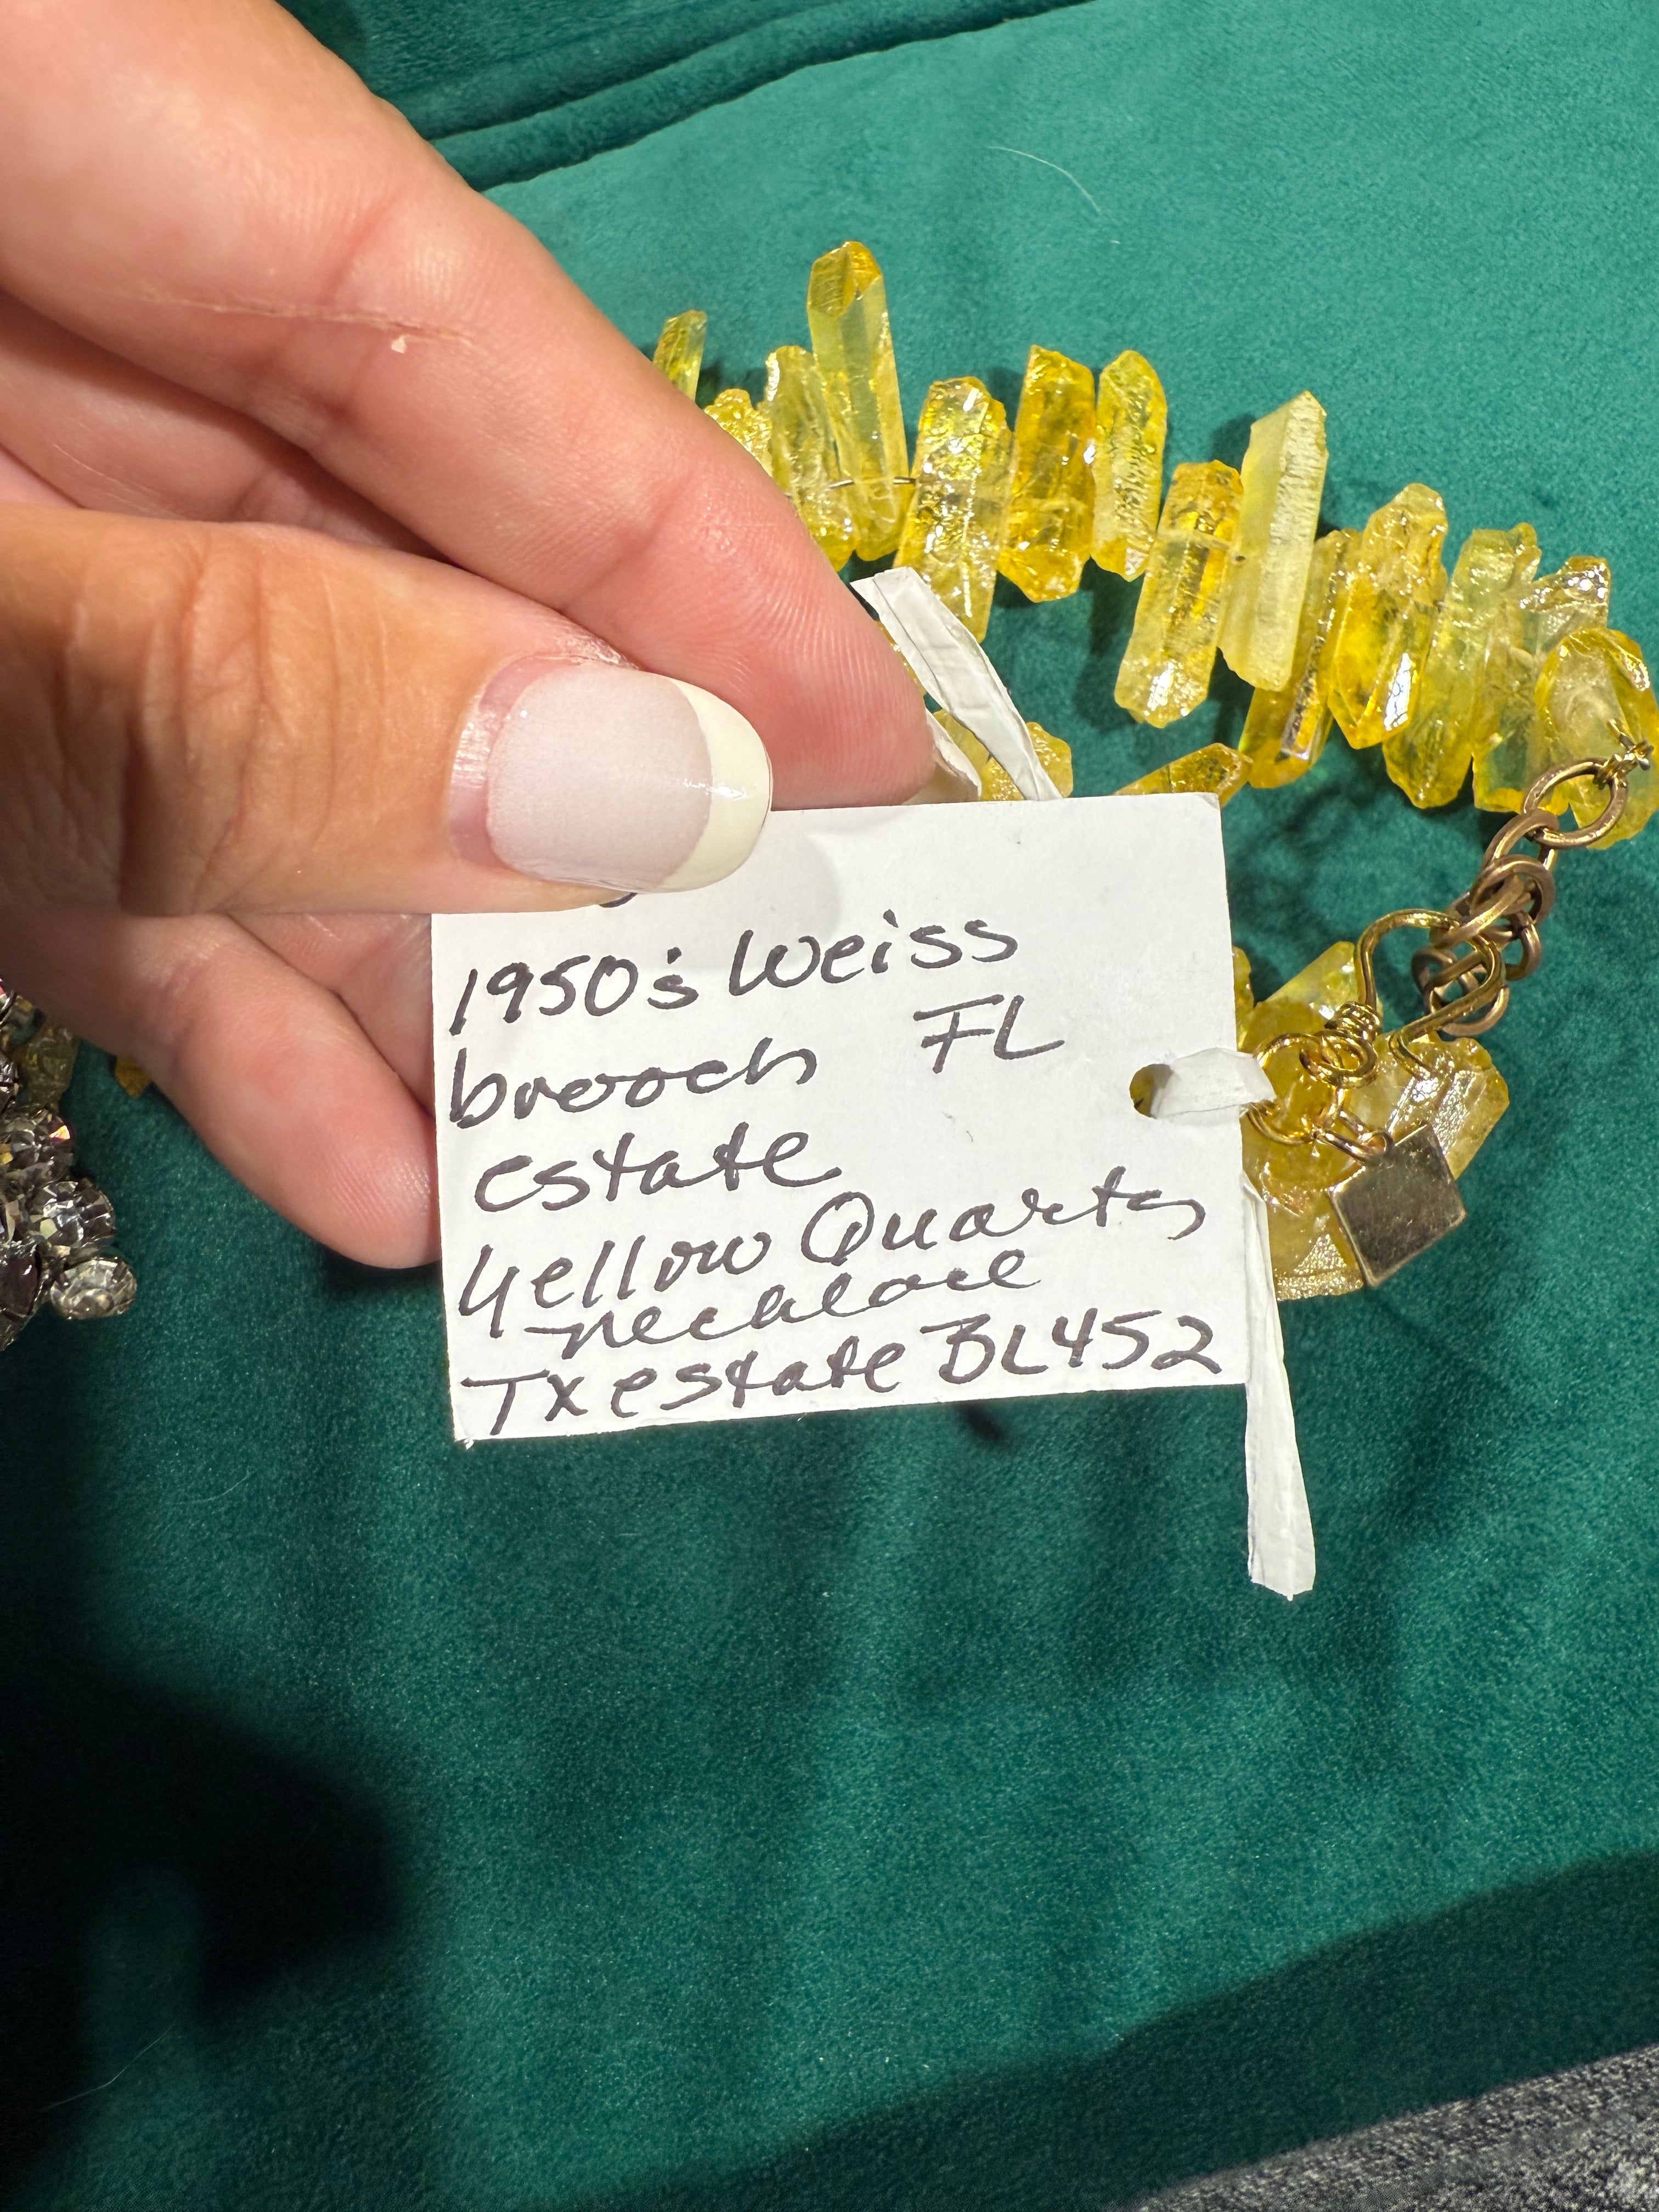 1950's Weiss
brooch FL
estate
Yellow Quartz
necklace
TX estate BL452